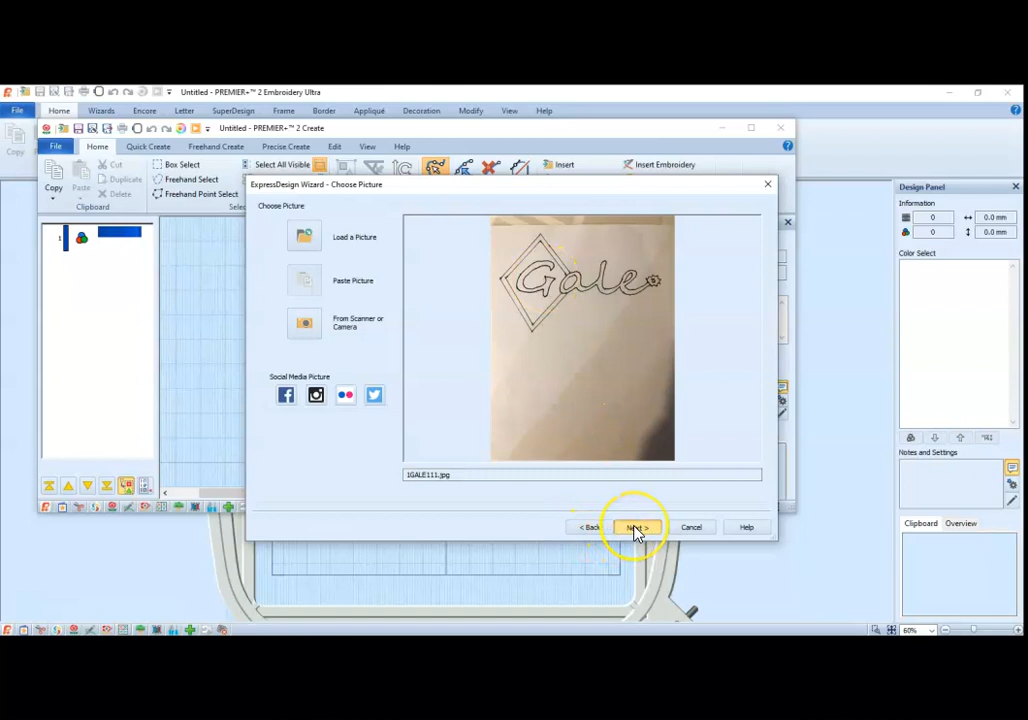 Untitled - PREMIER+™ 2 Embroidery Ultra
File Home Wizards Encore Letter SuperDesign Frame Border Appliqué Decoration Modify View Help
Copy
Untitled - PREMIER+™ 2 Create
File Home Quick Create Freehand Create Precise Create Edit View Help
Copy Paste Cut Duplicate Delete Clipboard
Box Select
Freehand Select
Freehand Point Select
Select All Visible
Insert
Insert Embroidery
1
ExpressDesign Wizard - Choose Picture
Choose Picture
Load a Picture
Paste Picture
From Scanner or
Camera
Social Media Picture
Gale
1GALE111.jpg
< Back Next > Cancel Help
Design Panel
Information
0 0.0 mm
0 0.0 mm
Color Select
Notes and Settings
Clipboard Overview
60%